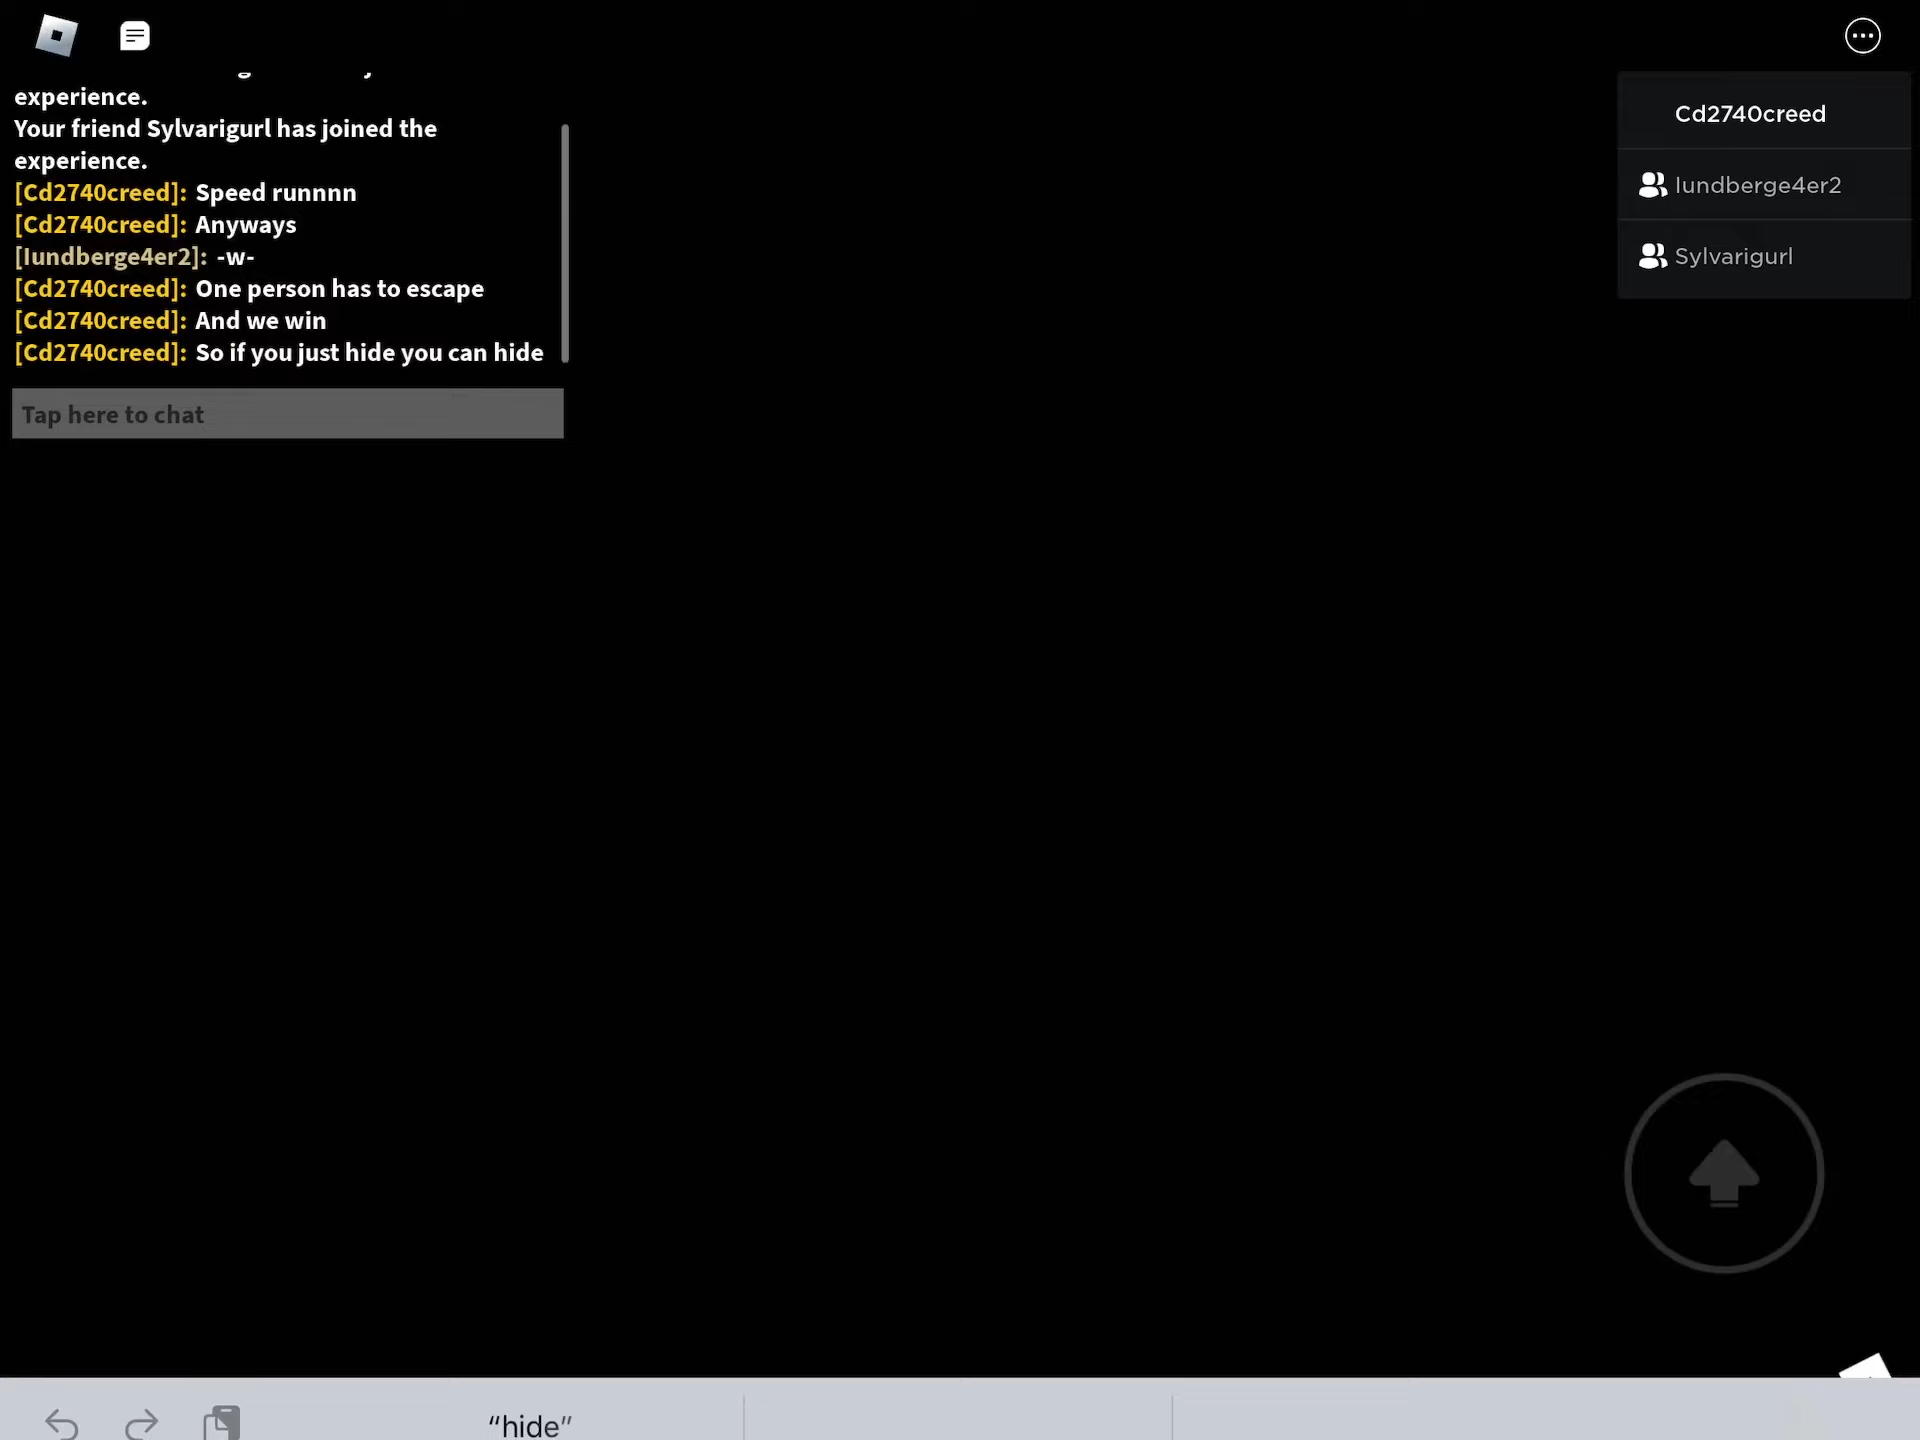 experience.
Your friend Sylvarigurl has joined the
experience.
[Cd2740creed]: Speed runnnn
[Cd2740creed]: Anyways
[Iundberge4er2]: -w-
[Cd2740creed]: One person has to escape
[Cd2740creed]: And we win
[Cd2740creed]: So if you just hide you can hide
Tap here to chat
Cd2740creed
Iundberge4er2
Sylvarigurl
“hide”